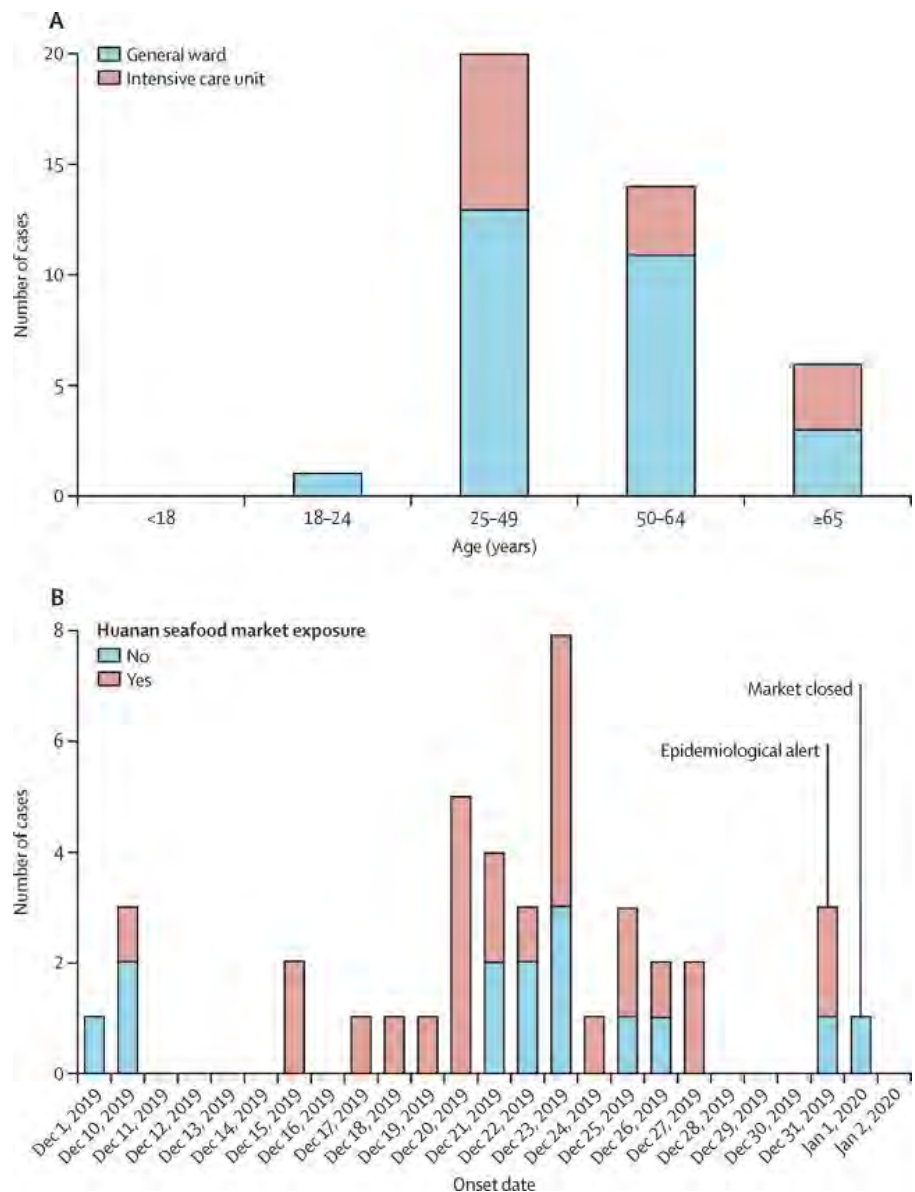 A
General ward
Intensive care unit
20
15
10
5
0
Number of cases
<18
18–24
25–49
50–64
≥65
Age (years)
B
Huanan seafood market exposure
No
Yes
8
6
4
2
0
Number of cases
Market closed
Epidemiological alert
Dec 1, 2019
Dec 10, 2019
Dec 11, 2019
Dec 12, 2019
Dec 13, 2019
Dec 14, 2019
Dec 15, 2019
Dec 16, 2019
Dec 17, 2019
Dec 18, 2019
Dec 19, 2019
Dec 20, 2019
Dec 21, 2019
Dec 22, 2019
Dec 23, 2019
Dec 24, 2019
Dec 25, 2019
Dec 26, 2019
Dec 27, 2019
Dec 28, 2019
Dec 29, 2019
Dec 30, 2019
Dec 31, 2019
Jan 1, 2020
Jan 2, 2020
Onset date